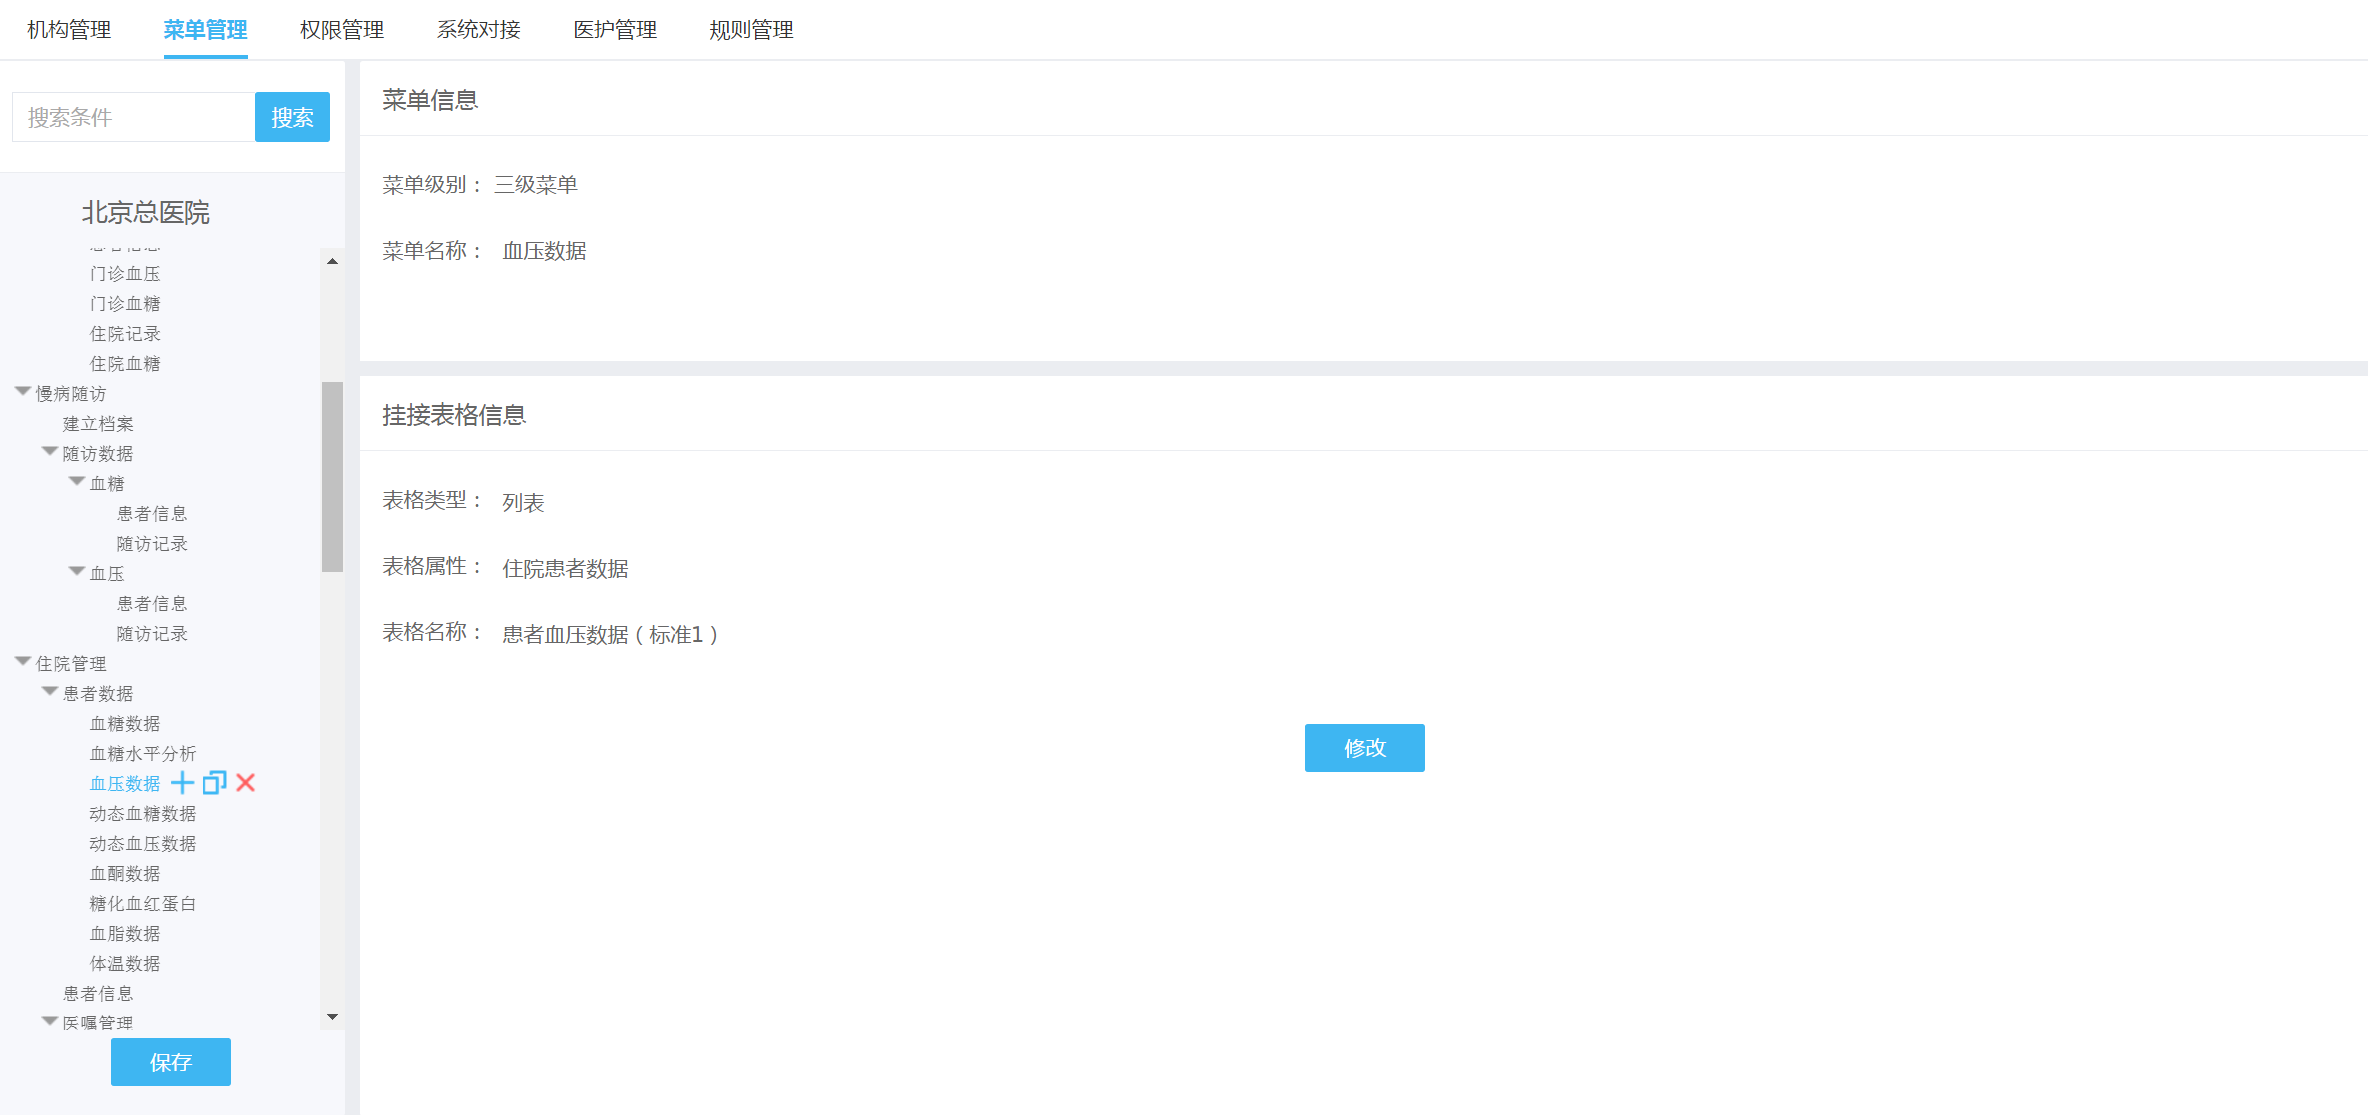 机构管理 菜单管理 权限管理 系统对接 医护管理 规则管理
搜索条件 搜索
北京总医院
门诊血压
门诊血糖
住院记录
住院血糖
慢病随访
建立档案
随访数据
血糖
患者信息
随访记录
血压
患者信息
随访记录
住院管理
患者数据
血糖数据
血糖水平分析
血压数据
动态血糖数据
动态血压数据
血酮数据
糖化血红蛋白
血脂数据
体温数据
患者信息
医嘱管理
保存
菜单信息
菜单级别： 三级菜单
菜单名称： 血压数据
挂接表格信息
表格类型： 列表
表格属性： 住院患者数据
表格名称： 患者血压数据（标准1）
修改